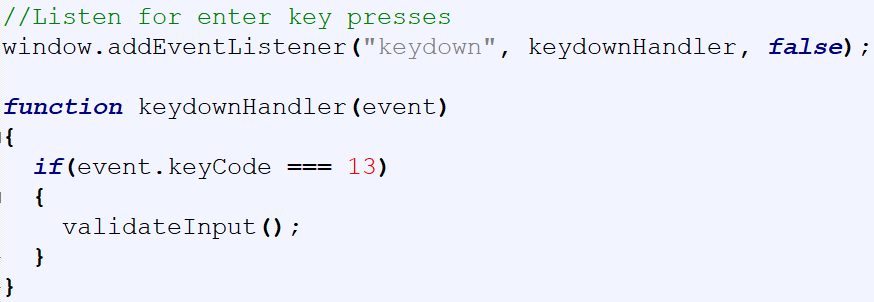 //Listen for enter key presses
window.addEventListener("keydown", keydownHandler, false);
function keydownHandler(event)
{
if(event.keyCode === 13)
{
validateInput();
}
}